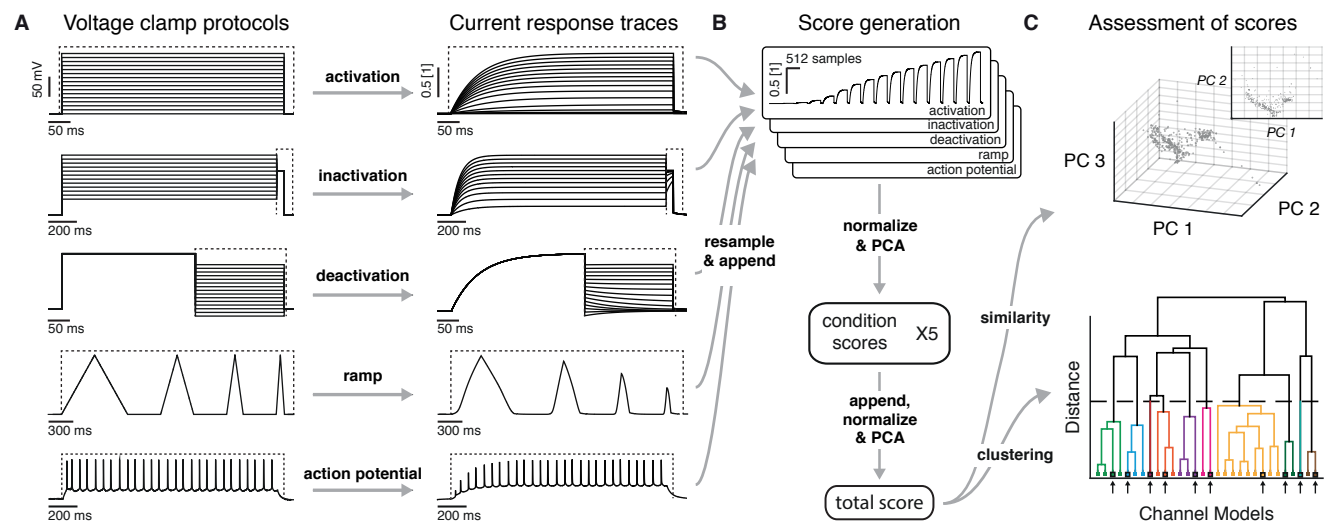 A Voltage clamp protocols Current response traces B Score generation C Assessment of scores
50 mV
activation
0.5 [1]
50 ms
50 ms
inactivation
200 ms
200 ms
deactivation
50 ms
50 ms
ramp
300 ms
300 ms
action potential
200 ms
200 ms
resample
& append
0.5 [1]
512 samples
activation
inactivation
deactivation
ramp
action potential
normalize
& PCA
condition
scores X5
append,
normalize
& PCA
total score
similarity
clustering
PC 2
PC 1
PC 3
PC 1
PC 2
Distance
Channel Models